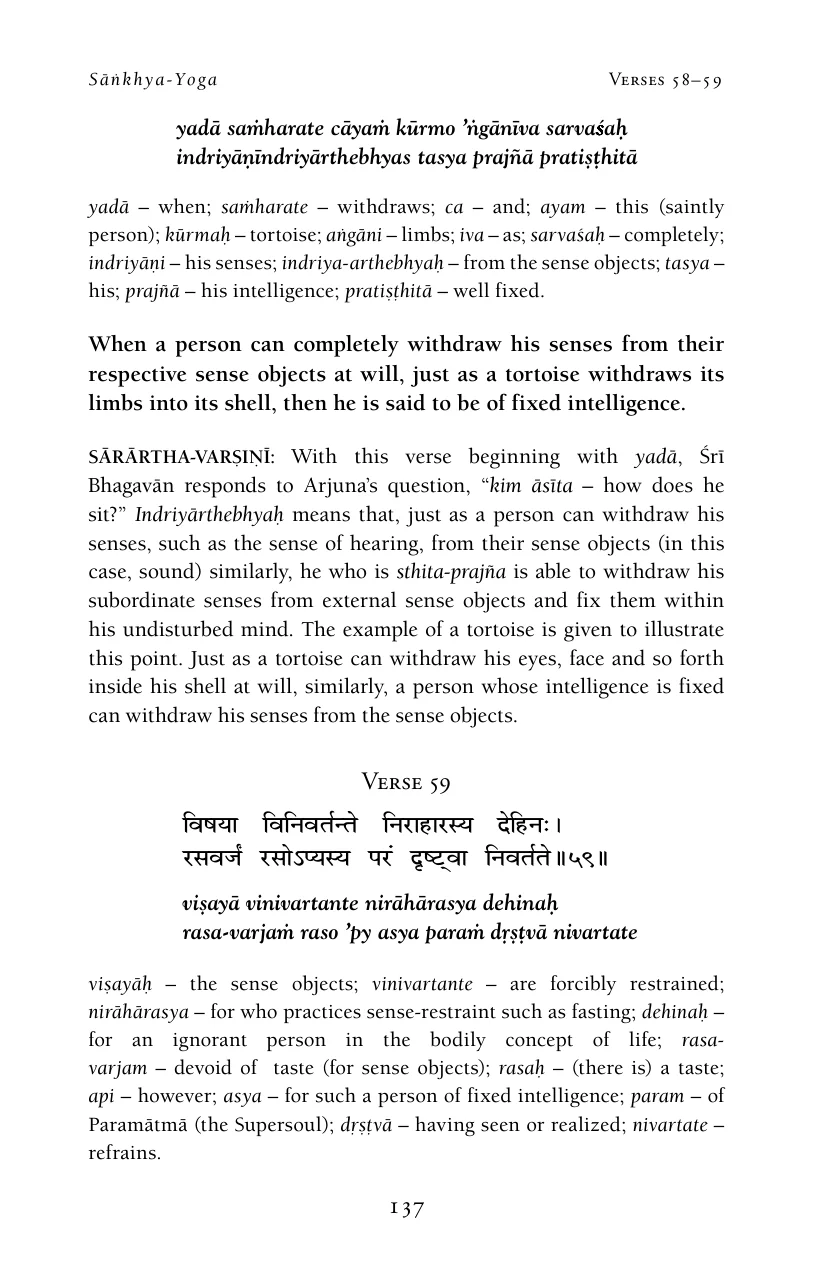 Sāṅkhya-Yoga Verses 58–59
yadā saṁharate cāyaṁ kūrmo ’ṅgānīva sarvaśaḥ
indriyāṇīndriyārthebhyas tasya prajñā pratiṣṭhitā
yadā – when; saṁharate – withdraws; ca – and; ayam – this (saintly
person); kūrmaḥ – tortoise; aṅgāni – limbs; iva – as; sarvaśaḥ – completely;
indriyāṇi – his senses; indriya-arthebhyaḥ – from the sense objects; tasya –
his; prajñā – his intelligence; pratiṣṭhitā – well fixed.
When a person can completely withdraw his senses from their
respective sense objects at will, just as a tortoise withdraws its
limbs into its shell, then he is said to be of fixed intelligence.
SĀRĀRTHA-VARṢIṆĪ: With this verse beginning with yadā, Śrī
Bhagavān responds to Arjuna’s question, “kim āsīta – how does he
sit?” Indriyārthebhyaḥ means that, just as a person can withdraw his
senses, such as the sense of hearing, from their sense objects (in this
case, sound) similarly, he who is sthita-prajña is able to withdraw his
subordinate senses from external sense objects and fix them within
his undisturbed mind. The example of a tortoise is given to illustrate
this point. Just as a tortoise can withdraw his eyes, face and so forth
inside his shell at will, similarly, a person whose intelligence is fixed
can withdraw his senses from the sense objects.
Verse 59
विषया विनिवर्तन्ते निराहारस्य देहिनः।
रसवर्जं रसोऽप्यस्य परं दृष्ट्वा निवर्तते॥५९॥
viṣayā vinivartante nirāhārasya dehinaḥ
rasa-varjaṁ raso ’py asya paraṁ dṛṣṭvā nivartate
viṣayāḥ – the sense objects; vinivartante – are forcibly restrained;
nirāhārasya – for who practices sense-restraint such as fasting; dehinaḥ –
for an ignorant person in the bodily concept of life; rasa-
varjam – devoid of taste (for sense objects); rasaḥ – (there is) a taste;
api – however; asya – for such a person of fixed intelligence; param – of
Paramātmā (the Supersoul); dṛṣṭvā – having seen or realized; nivartate –
refrains.
137